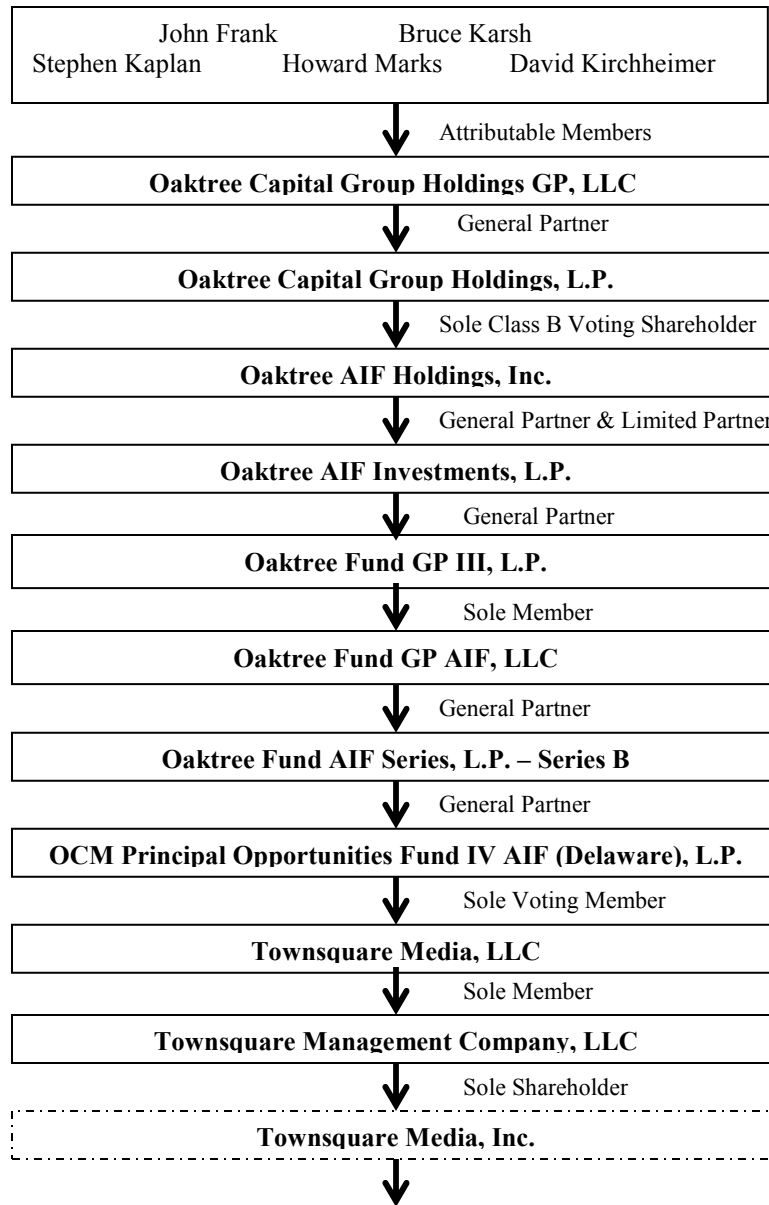 John Frank Bruce Karsh
Stephen Kaplan Howard Marks David Kirchheimer
Attributable Members
Oaktree Capital Group Holdings GP, LLC
General Partner
Oaktree Capital Group Holdings, L.P.
Sole Class B Voting Shareholder
Oaktree AIF Holdings, Inc.
General Partner & Limited Partner
Oaktree AIF Investments, L.P.
General Partner
Oaktree Fund GP III, L.P.
Sole Member
Oaktree Fund GP AIF, LLC
General Partner
Oaktree Fund AIF Series, L.P. – Series B
General Partner
OCM Principal Opportunities Fund IV AIF (Delaware), L.P.
Sole Voting Member
Townsquare Media, LLC
Sole Member
Townsquare Management Company, LLC
Sole Shareholder
Townsquare Media, Inc.